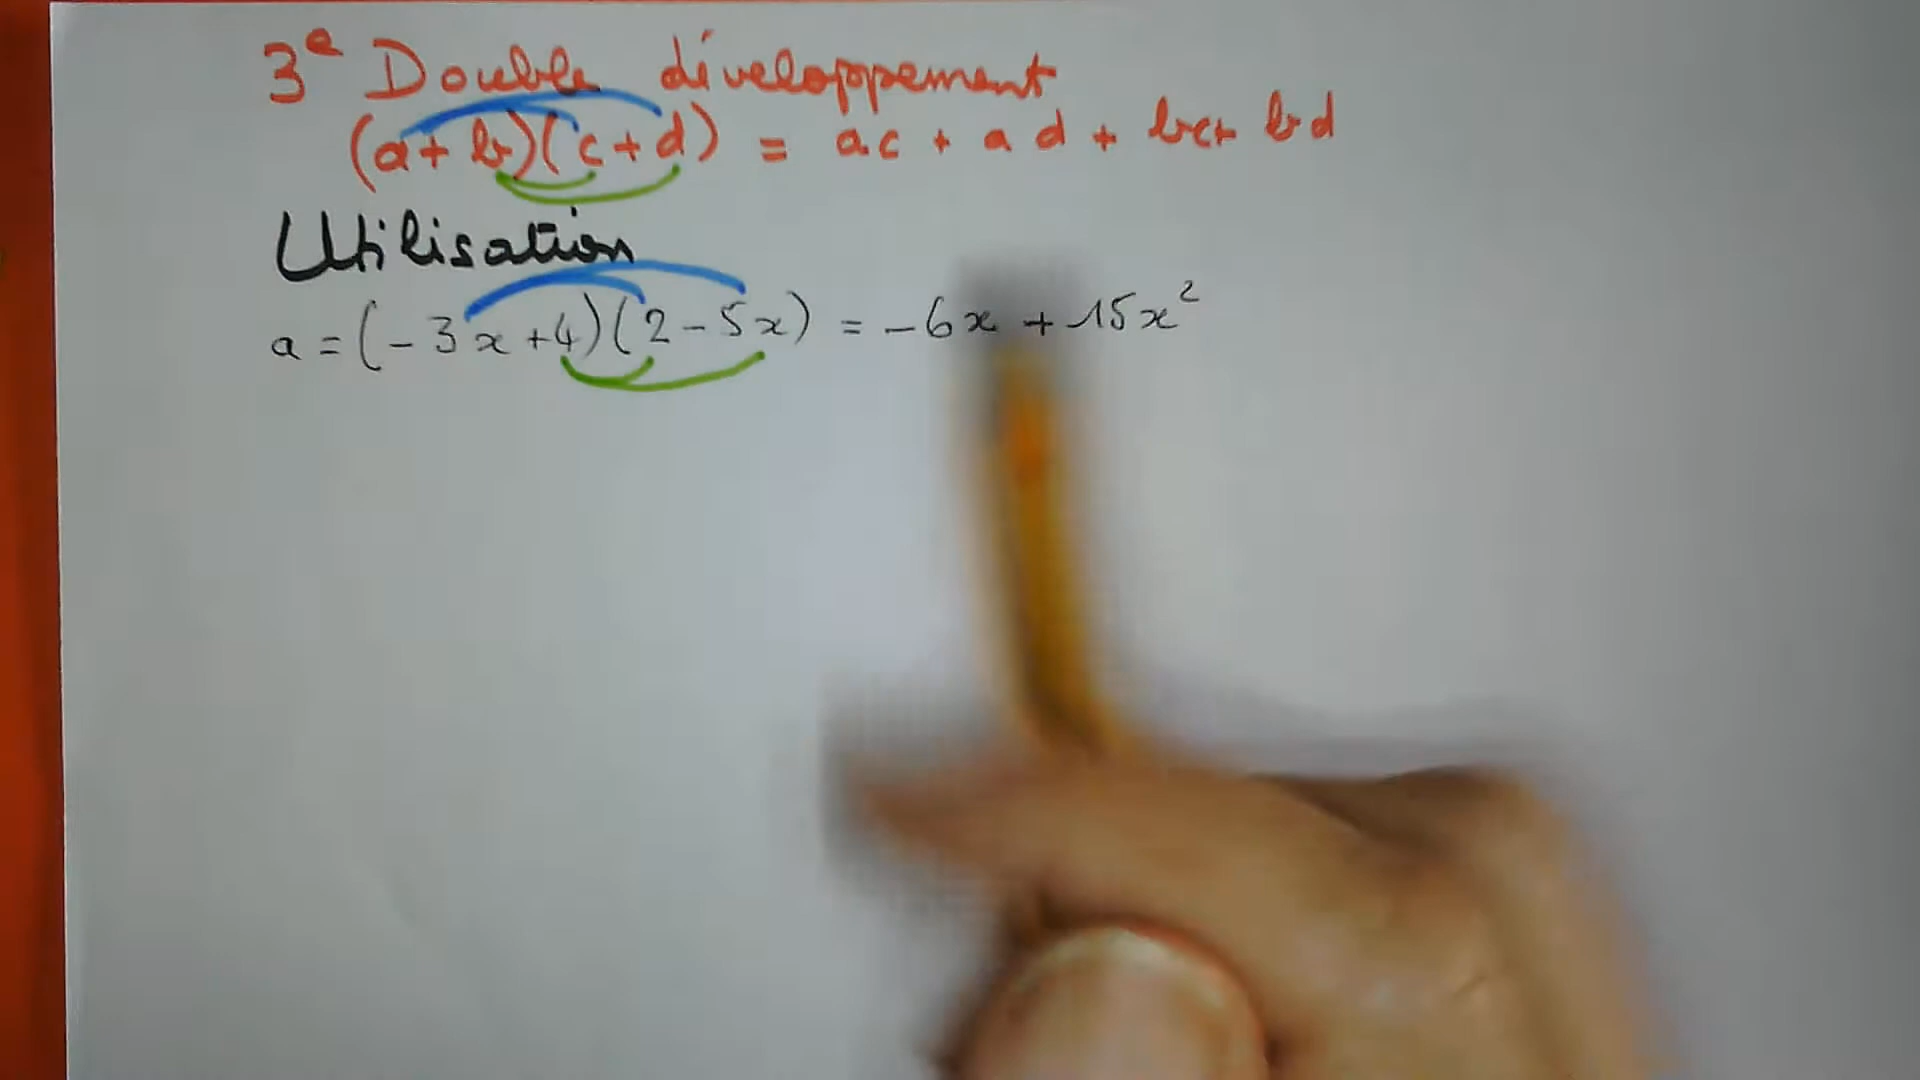 3e Double développement
(a+b)(c+d) = ac + ad + bc+ bd
Utilisation
a = (-3x+4)(2-5x) = -6x + 15x²